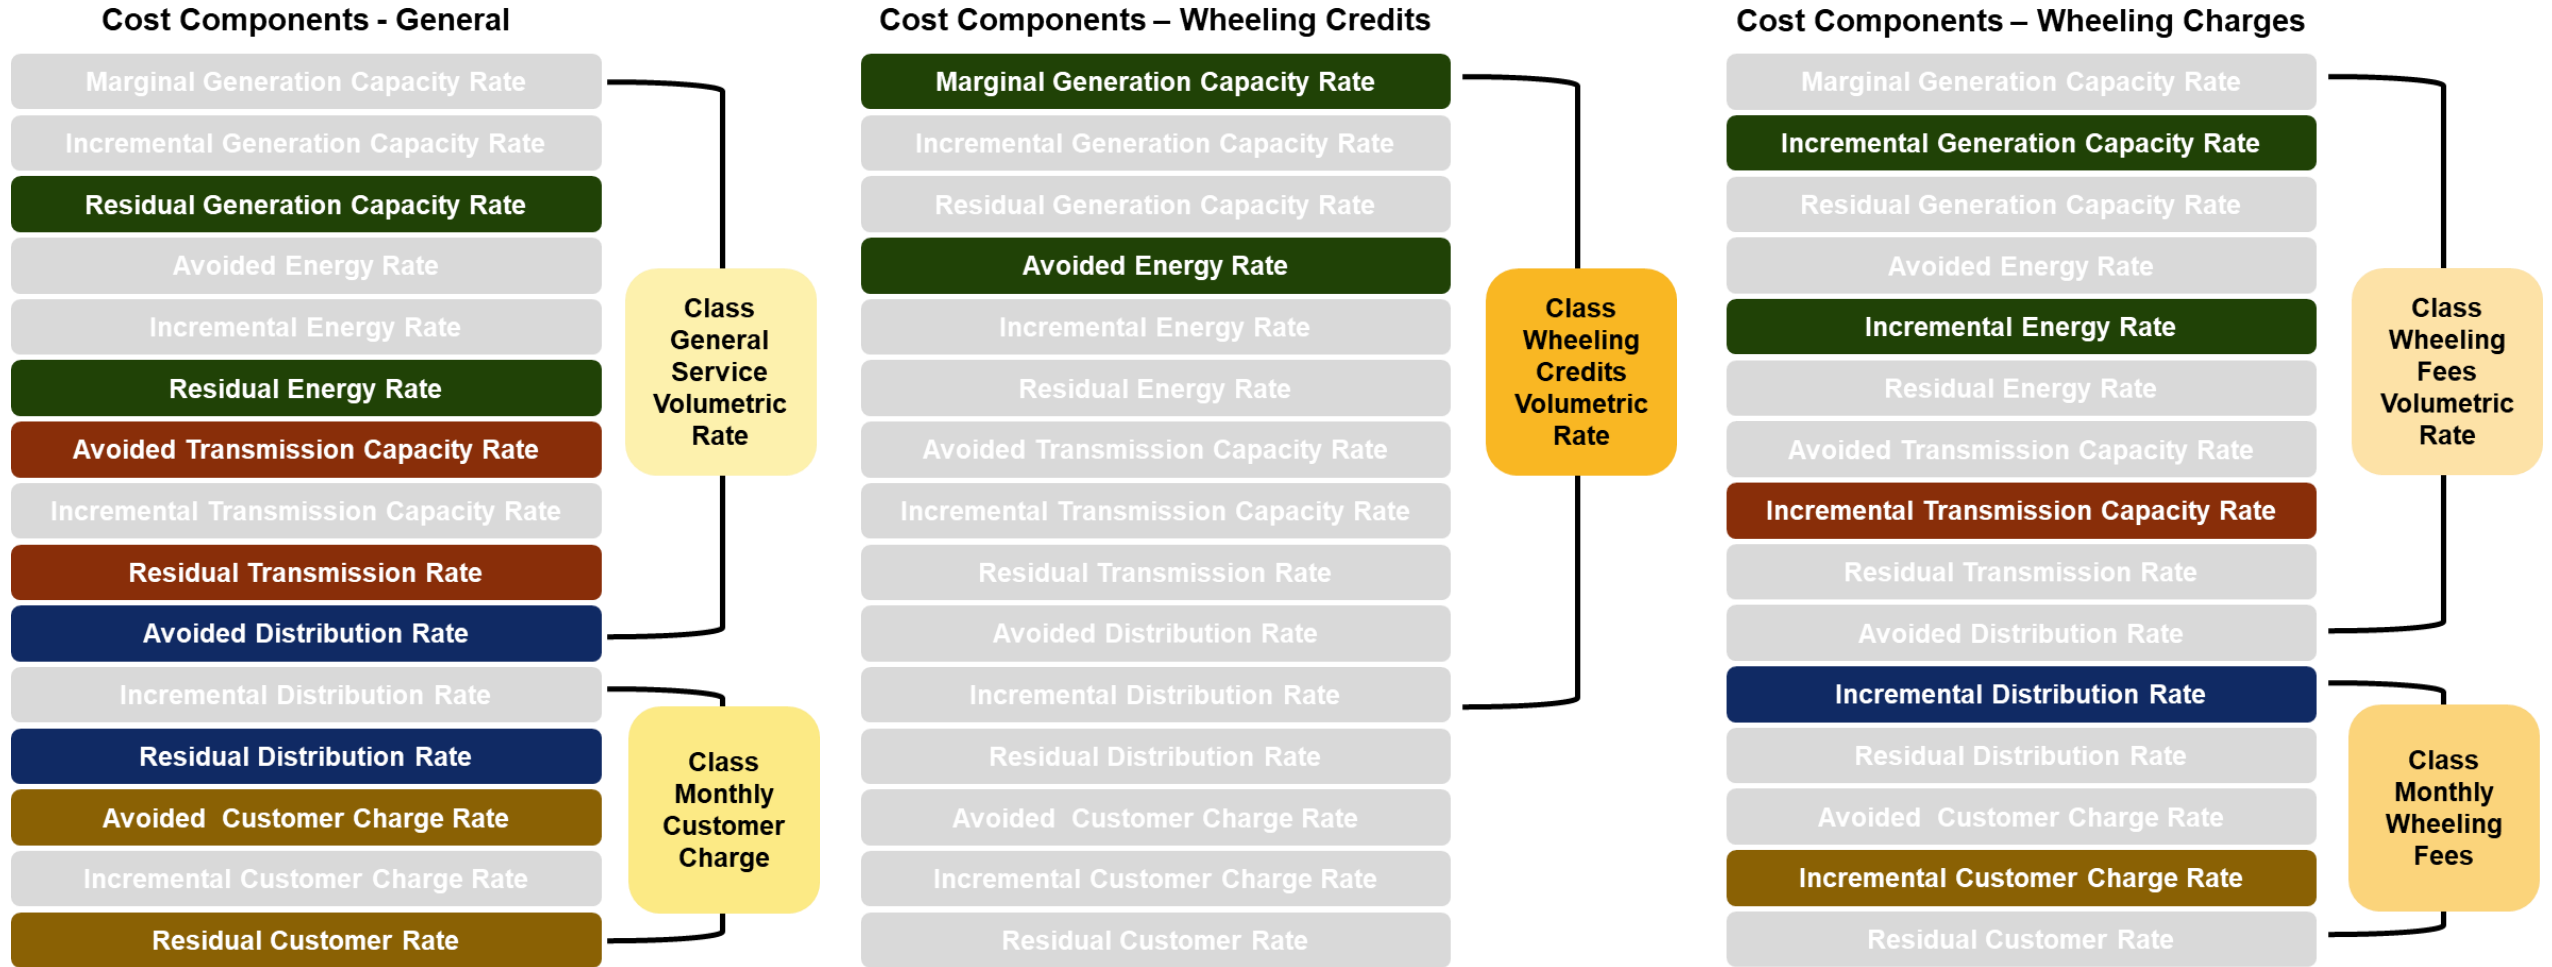 Cost Components - General
Marginal Generation Capacity Rate
Incremental Generation Capacity Rate
Residual Generation Capacity Rate
Avoided Energy Rate
Incremental Energy Rate
Residual Energy Rate
Avoided Transmission Capacity Rate
Incremental Transmission Capacity Rate
Residual Transmission Rate
Avoided Distribution Rate
Incremental Distribution Rate
Residual Distribution Rate
Avoided  Customer Charge Rate
Incremental Customer Charge Rate
Residual Customer Rate
Class
General
Service
Volumetric
Rate
Class
Monthly
Customer
Charge
Cost Components – Wheeling Credits
Marginal Generation Capacity Rate
Incremental Generation Capacity Rate
Residual Generation Capacity Rate
Avoided Energy Rate
Incremental Energy Rate
Residual Energy Rate
Avoided Transmission Capacity Rate
Incremental Transmission Capacity Rate
Residual Transmission Rate
Avoided Distribution Rate
Incremental Distribution Rate
Residual Distribution Rate
Avoided  Customer Charge Rate
Incremental Customer Charge Rate
Residual Customer Rate
Class
Wheeling
Credits
Volumetric
Rate
Cost Components – Wheeling Charges
Marginal Generation Capacity Rate
Incremental Generation Capacity Rate
Residual Generation Capacity Rate
Avoided Energy Rate
Incremental Energy Rate
Residual Energy Rate
Avoided Transmission Capacity Rate
Incremental Transmission Capacity Rate
Residual Transmission Rate
Avoided Distribution Rate
Incremental Distribution Rate
Residual Distribution Rate
Avoided  Customer Charge Rate
Incremental Customer Charge Rate
Residual Customer Rate
Class
Wheeling
Fees
Volumetric
Rate
Class
Monthly
Wheeling
Fees